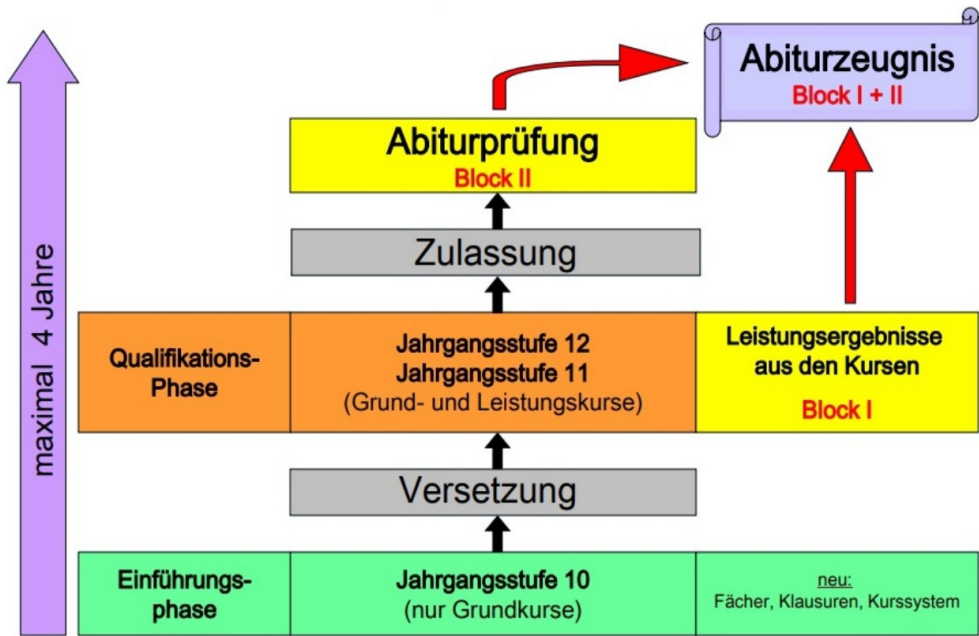 Abiturzeugnis
Block I + II
Abiturprüfung
Block II
Zulassung
maximal 4 Jahre
Qualifikations-
Phase
Jahrgangsstufe 12
Jahrgangsstufe 11
(Grund- und Leistungskurse)
Leistungsergebnisse
aus den Kursen
Block I
Versetzung
Einführungs-
phase
Jahrgangsstufe 10
(nur Grundkurse)
neu:
Fächer, Klausuren, Kurssystem